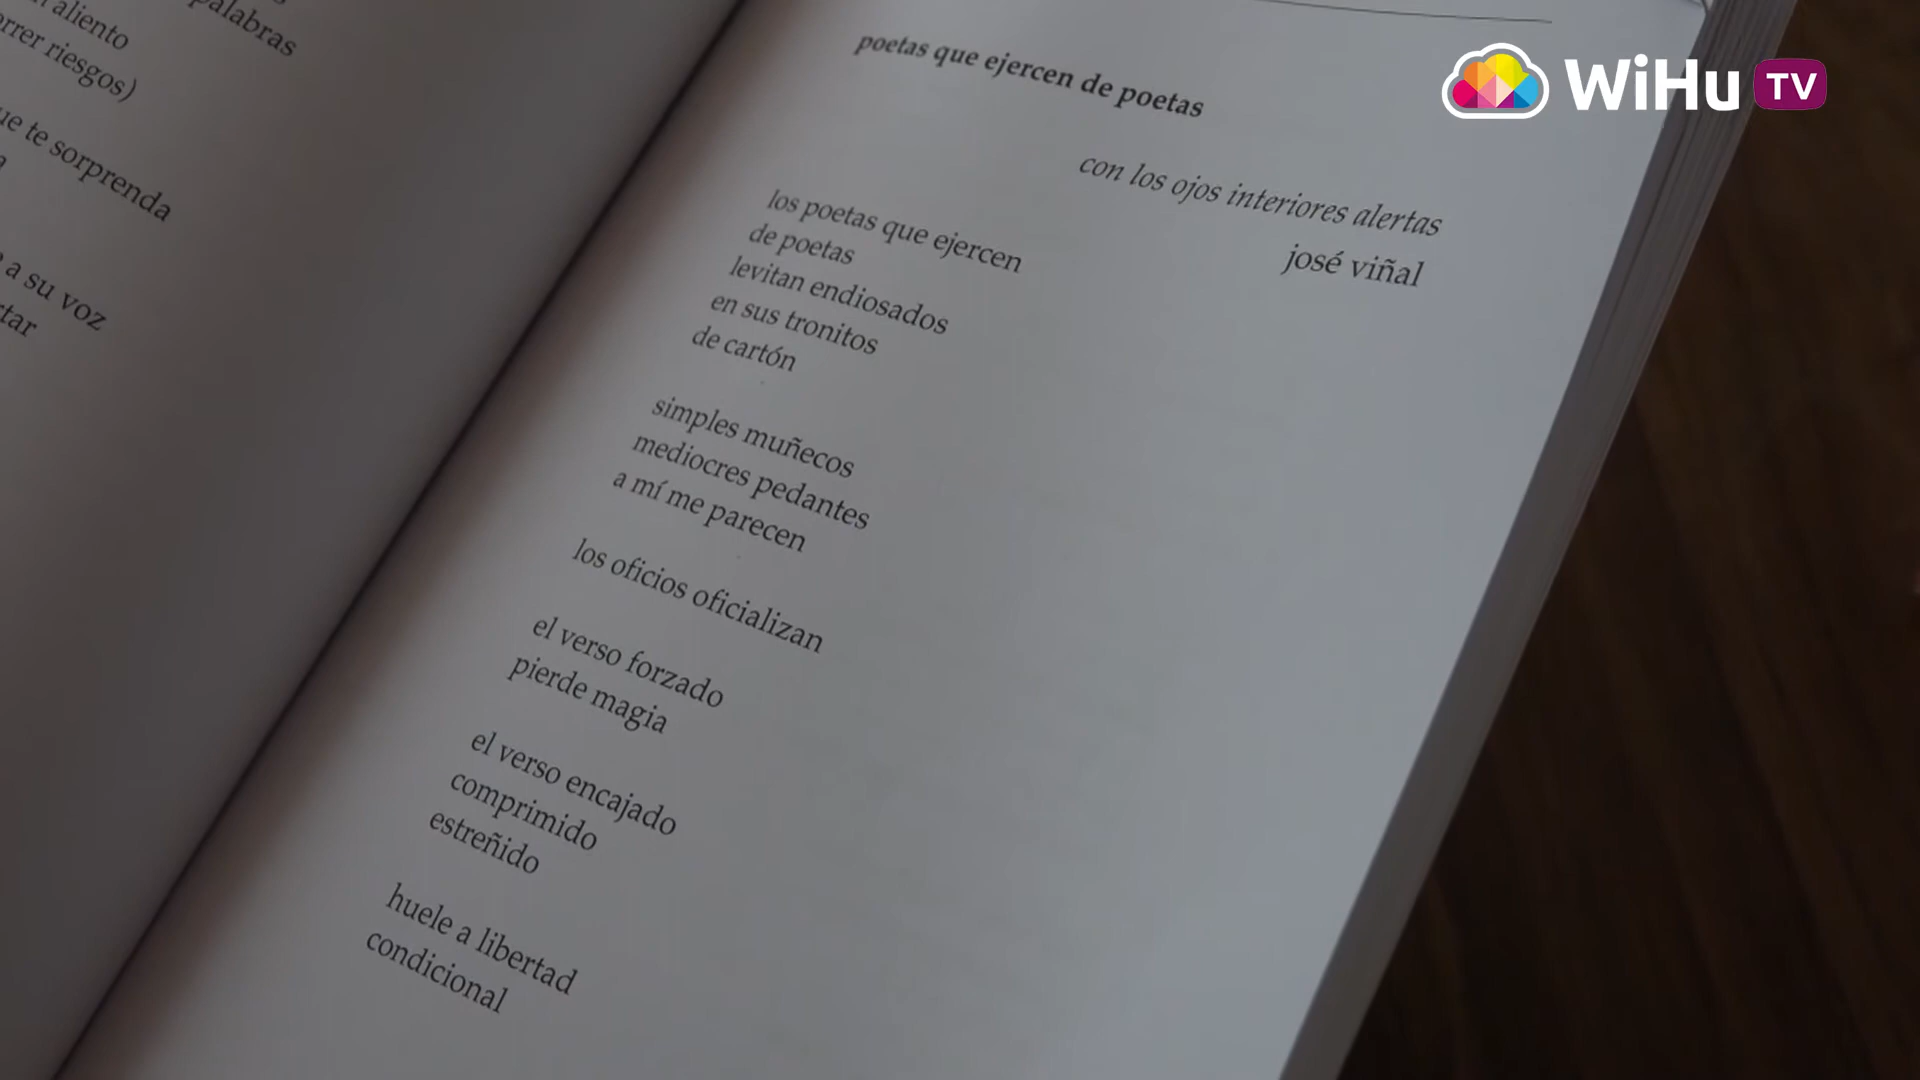 aliento
riesgos)
palabras
te sorprenda
a su voz
poetas que ejercen de poetas
con los ojos interiores alertas
josé viñal
los poetas que ejercen
de poetas
levitan endiosados
en sus tronitos
de cartón
simples muñecos
mediocres pedantes
a mí me parecen
los oficios oficializan
el verso forzado
pierde magia
el verso encajado
comprimido
estreñido
huele a libertad
condicional
WiHu TV